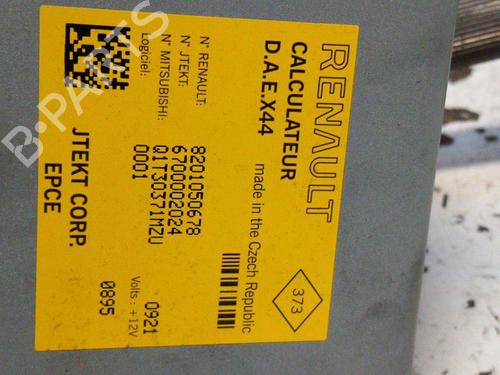 RENAULT
CALCULATEUR
D.A.E.X44
made in the Czech Republic
373
N° RENAULT: 8201050678
N° JTEKT: 6700002024
N° MITSUBISHI: Q1T30371MZU
Logiciel: 0001
Volts: +12V
0921
0895
JTEKT CORP.
EPCE
B-PARTS